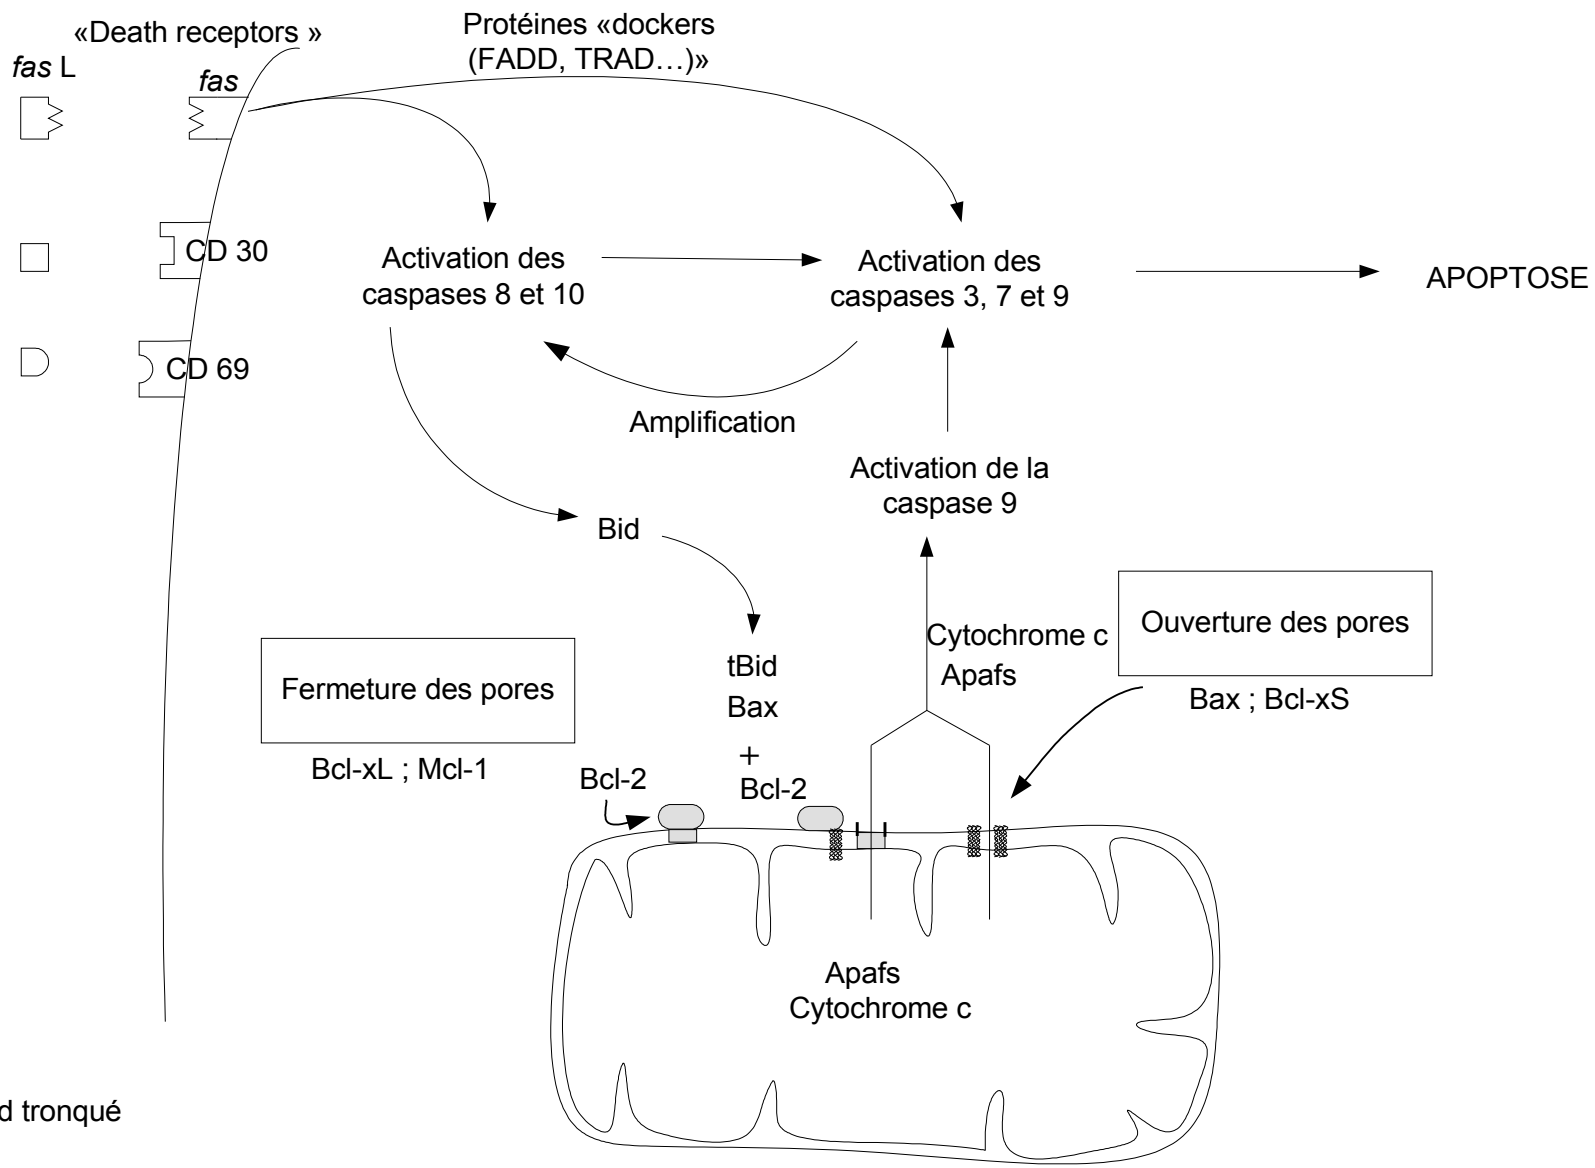 «Death receptors »
Protéines «dockers
(FADD, TRAD…)»
fas L
fas
CD 30
CD 69
Activation des
caspases 8 et 10
Activation des
caspases 3, 7 et 9
APOPTOSE
Amplification
Activation de la
caspase 9
Bid
Cytochrome c
Apafs
Ouverture des pores
Bax ; Bcl-xS
Fermeture des pores
Bcl-xL ; Mcl-1
tBid
Bax
+
Bcl-2
Bcl-2
Apafs
Cytochrome c
d tronqué